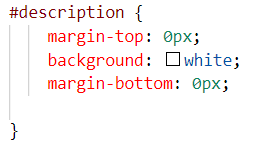 #description {
margin-top: 0px;
background: white;
margin-bottom: 0px;
}